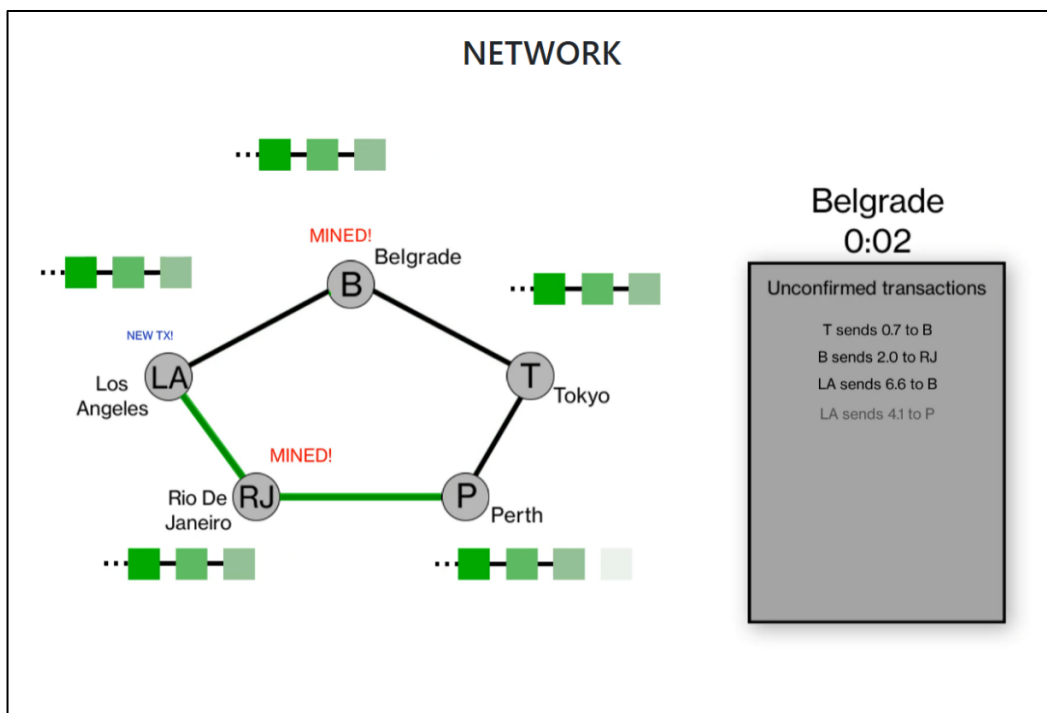 NETWORK
Belgrade
0:02
Unconfirmed transactions
T sends 0.7 to B
B sends 2.0 to RJ
LA sends 6.6 to B
LA sends 4.1 to P
MINED!
Belgrade
B
NEW TX!
LA
Los
Angeles
T
Tokyo
MINED!
RJ
Rio De
Janeiro
P
Perth